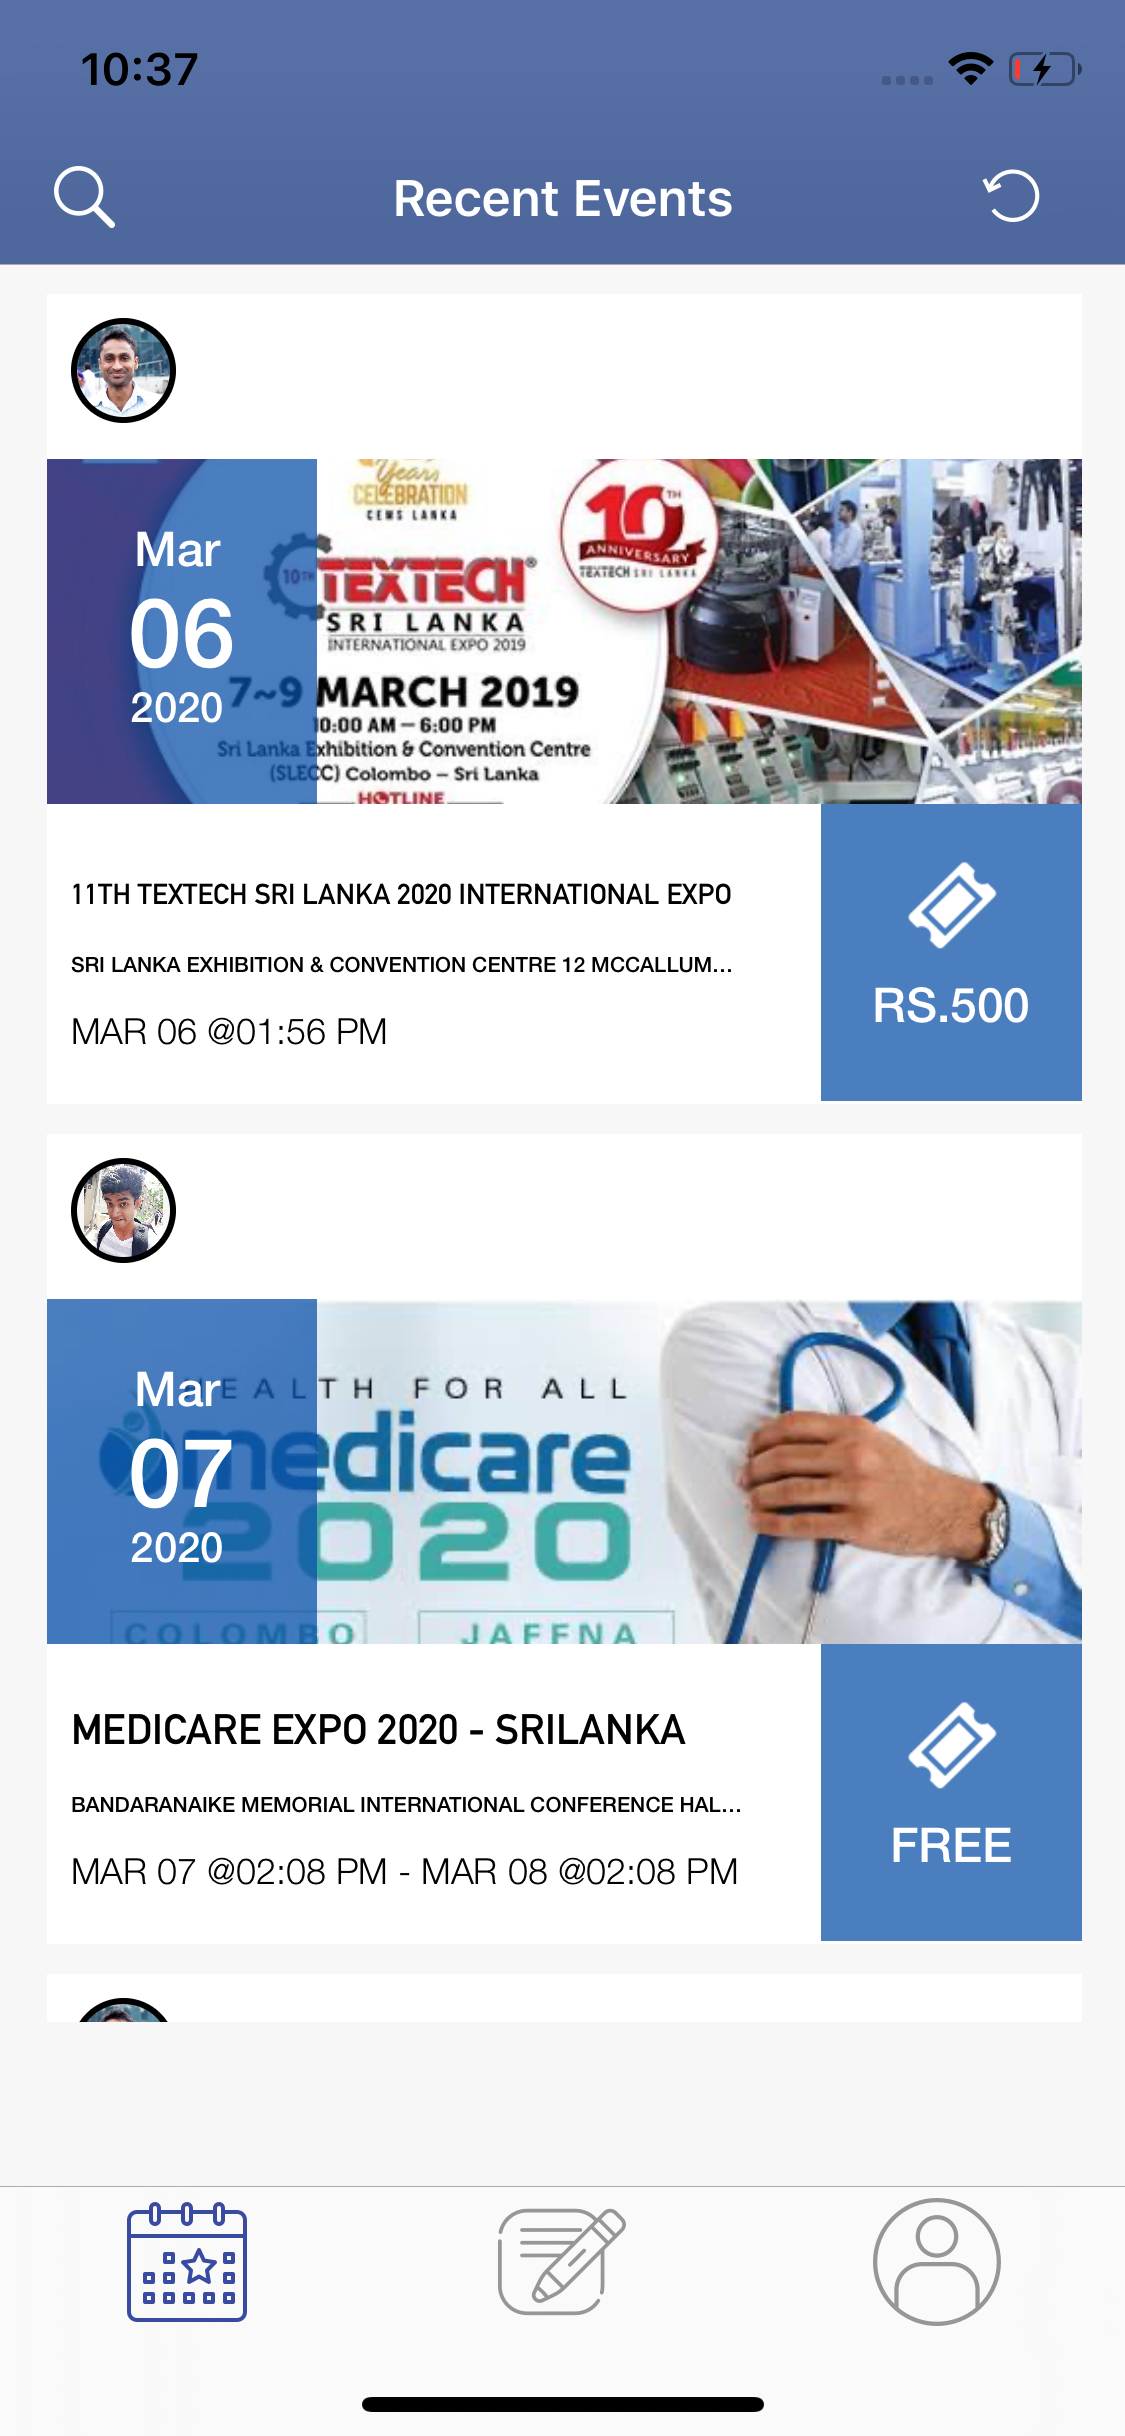 10:37
Recent Events
Mar
06
2020
Years
CELEBRATION
CEMS LANKA
10TH
ANNIVERSARY
TEXTECH SRI LANKA
10TH TEXTECH®
SRI LANKA
INTERNATIONAL EXPO 2019
7~9 MARCH 2019
10:00 AM – 6:00 PM
Sri Lanka Exhibition & Convention Centre
(SLECC) Colombo – Sri Lanka
HOTLINE
11TH TEXTECH SRI LANKA 2020 INTERNATIONAL EXPO
SRI LANKA EXHIBITION & CONVENTION CENTRE 12 MCCALLUM...
MAR 06 @01:56 PM
RS.500
Mar
07
2020
HEALTH FOR ALL
medicare
2020
COLOMBO JAFFNA
MEDICARE EXPO 2020 - SRILANKA
BANDARANAIKE MEMORIAL INTERNATIONAL CONFERENCE HAL...
MAR 07 @02:08 PM - MAR 08 @02:08 PM
FREE